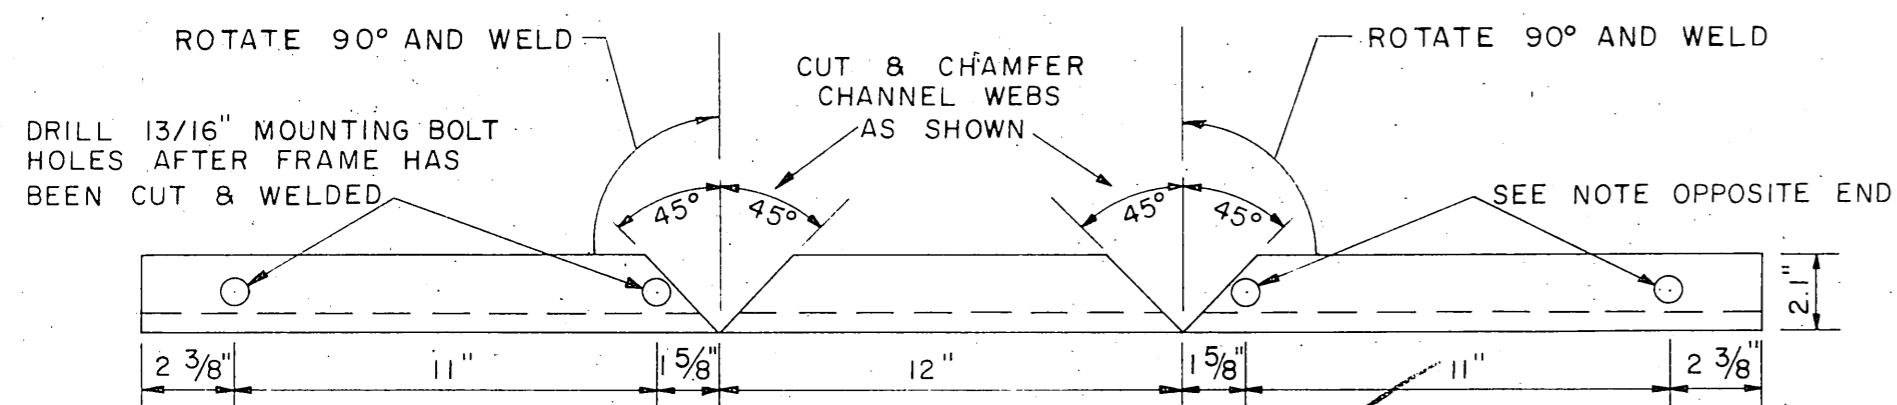 ROTATE 90° AND WELD
ROTATE 90° AND WELD
CUT & CHAMFER
CHANNEL WEBS
AS SHOWN
DRILL 13/16" MOUNTING BOLT
HOLES AFTER FRAME HAS
BEEN CUT & WELDED
SEE NOTE OPPOSITE END
45° 45° 45° 45°
2.1"
2 3/8" 11" 1 5/8" 12" 1 5/8" 11" 2 3/8"